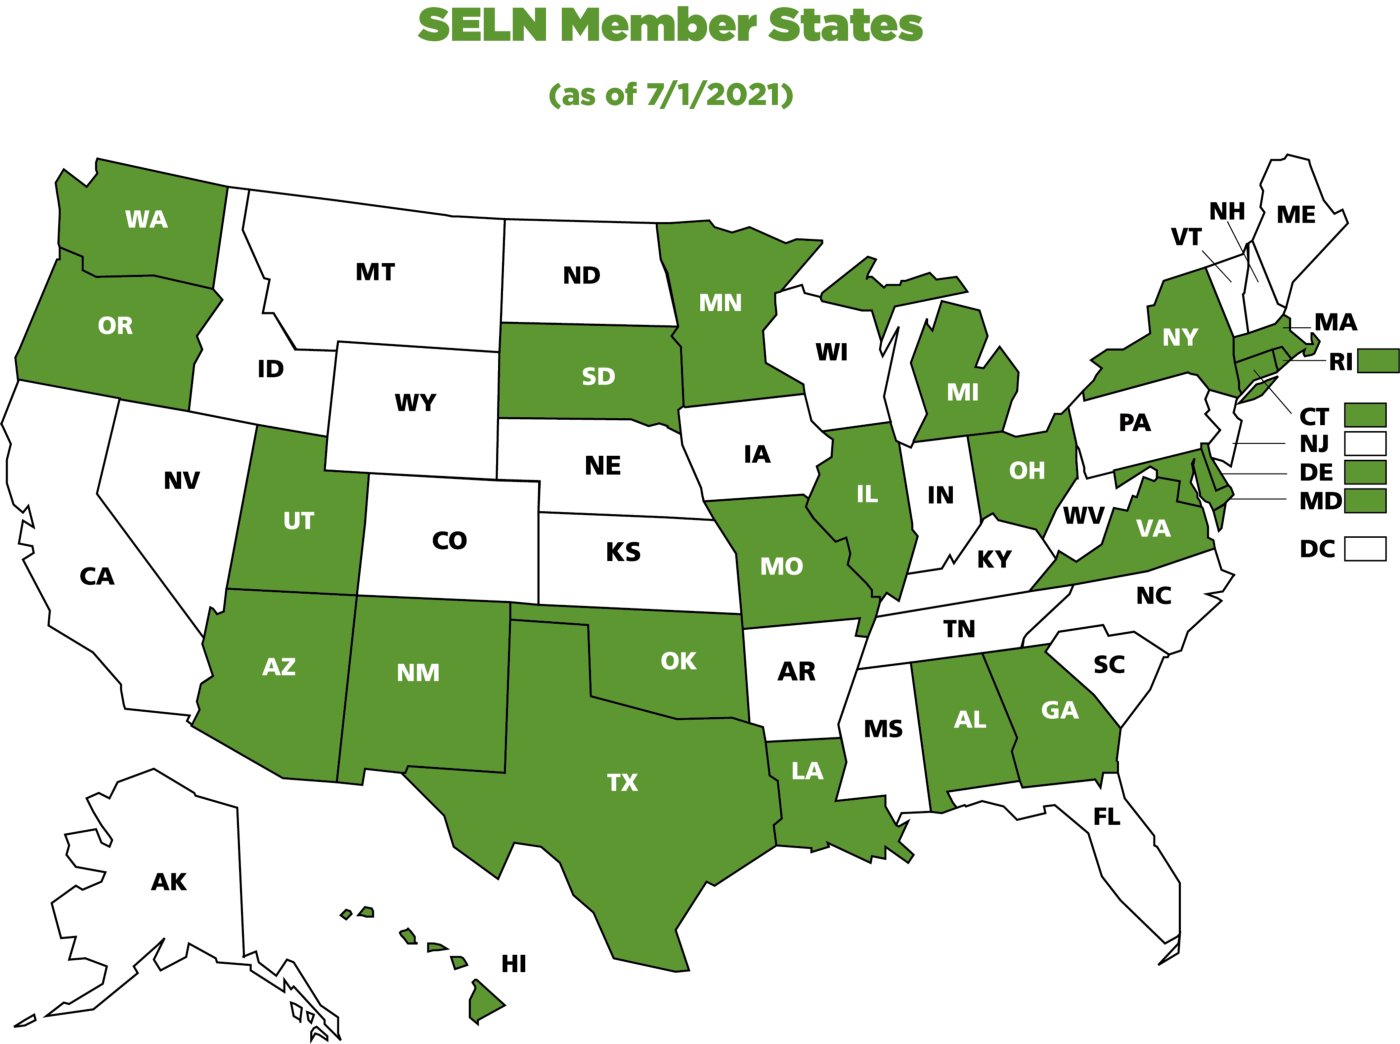 SELN Member States
(as of 7/1/2021)
WA
MT
ND
MN
OR
ID
WY
SD
WI
MI
NY
VT
NH
ME
MA
RI
CT
NJ
DE
MD
DC
PA
NV
UT
CO
NE
IA
IL
IN
OH
WV
VA
CA
KS
MO
KY
NC
TN
SC
AZ
NM
OK
AR
MS
AL
GA
TX
LA
FL
AK
HI